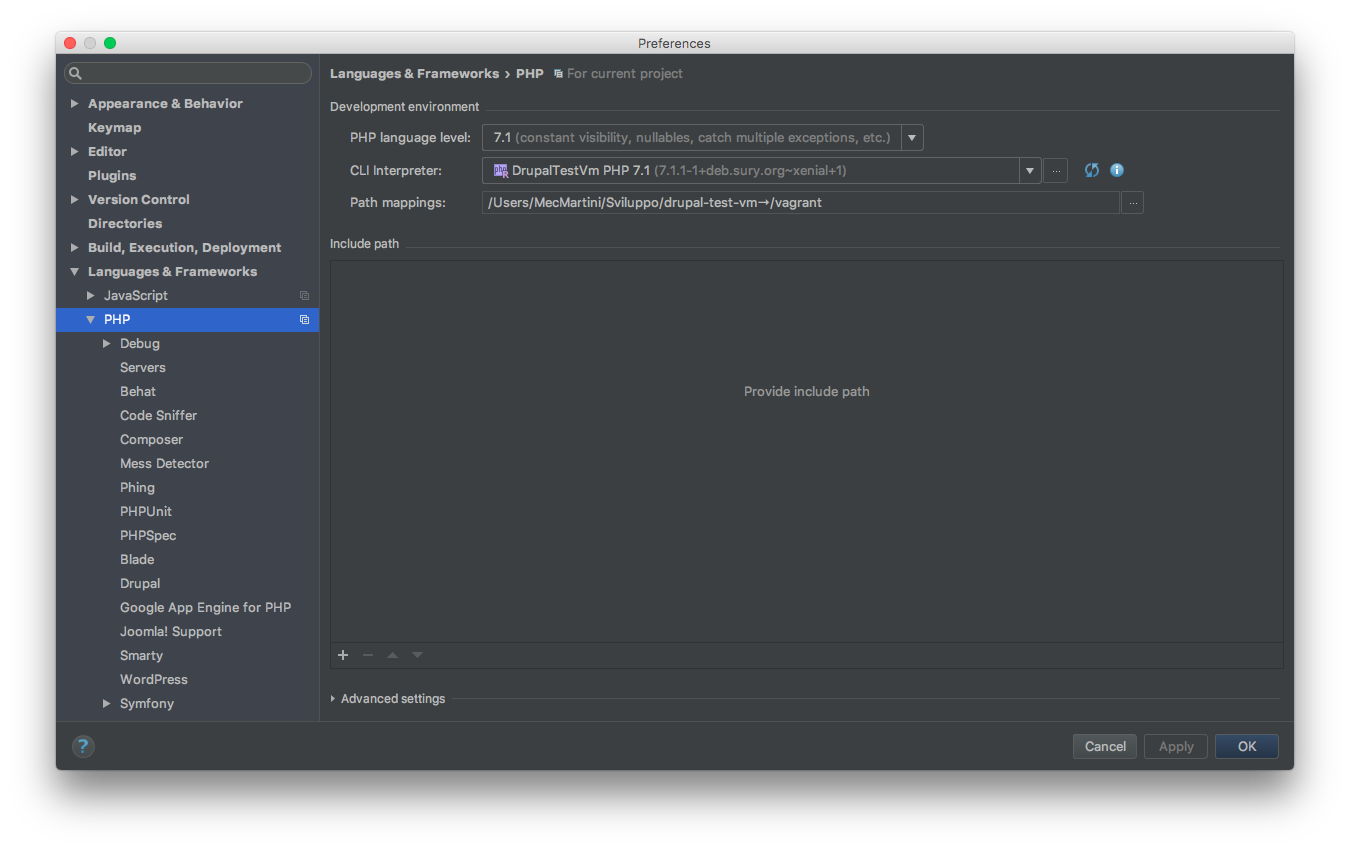 Preferences
Languages & Frameworks › PHP For current project
Appearance & Behavior
Keymap
Editor
Plugins
Version Control
Directories
Build, Execution, Deployment
Languages & Frameworks
JavaScript
PHP
Debug
Servers
Behat
Code Sniffer
Composer
Mess Detector
Phing
PHPUnit
PHPSpec
Blade
Drupal
Google App Engine for PHP
Joomla! Support
Smarty
WordPress
Symfony
Development environment
PHP language level: 7.1 (constant visibility, nullables, catch multiple exceptions, etc.)
CLI Interpreter: php R DrupalTestVm PHP 7.1 (7.1.1-1+deb.sury.org~xenial+1) ...
Path mappings: /Users/MecMartini/Sviluppo/drupal-test-vm→/vagrant ...
Include path
Provide include path
Advanced settings
? Cancel Apply OK